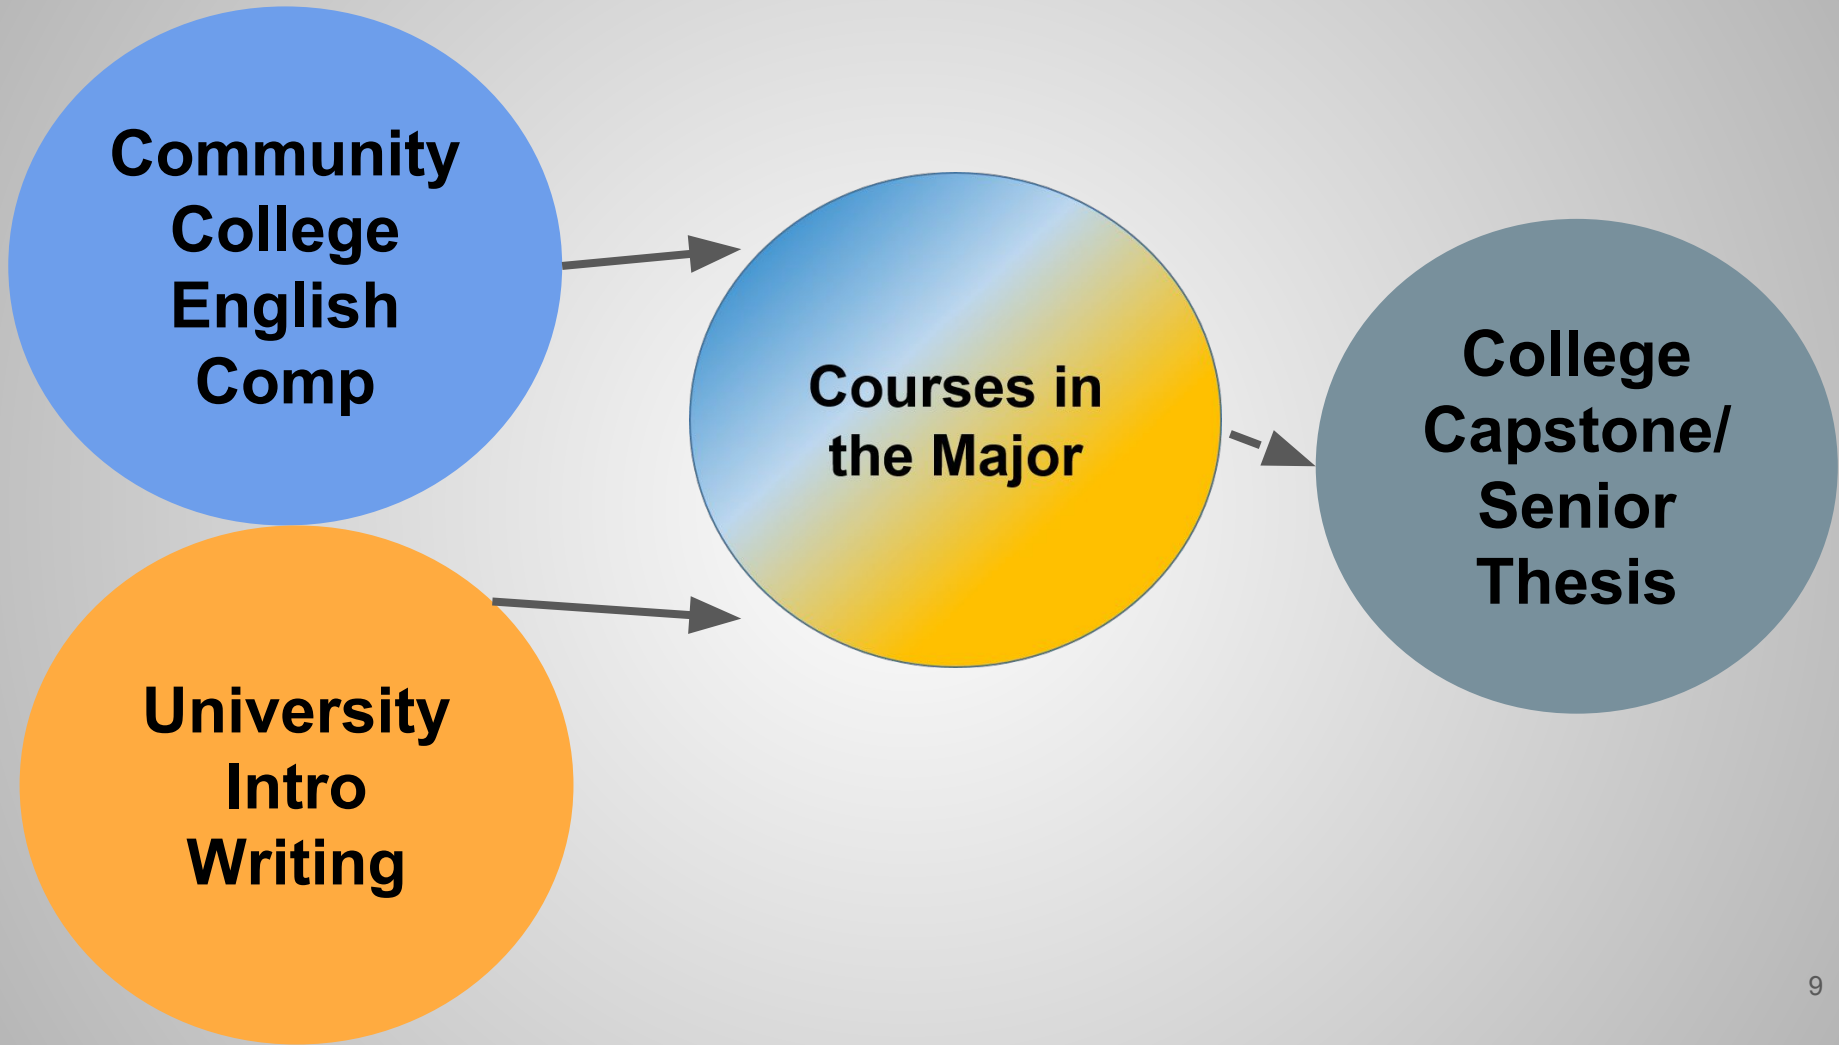 Community
College
English
Comp
University
Intro
Writing
Courses in
the Major
College
Capstone/
Senior
Thesis
9